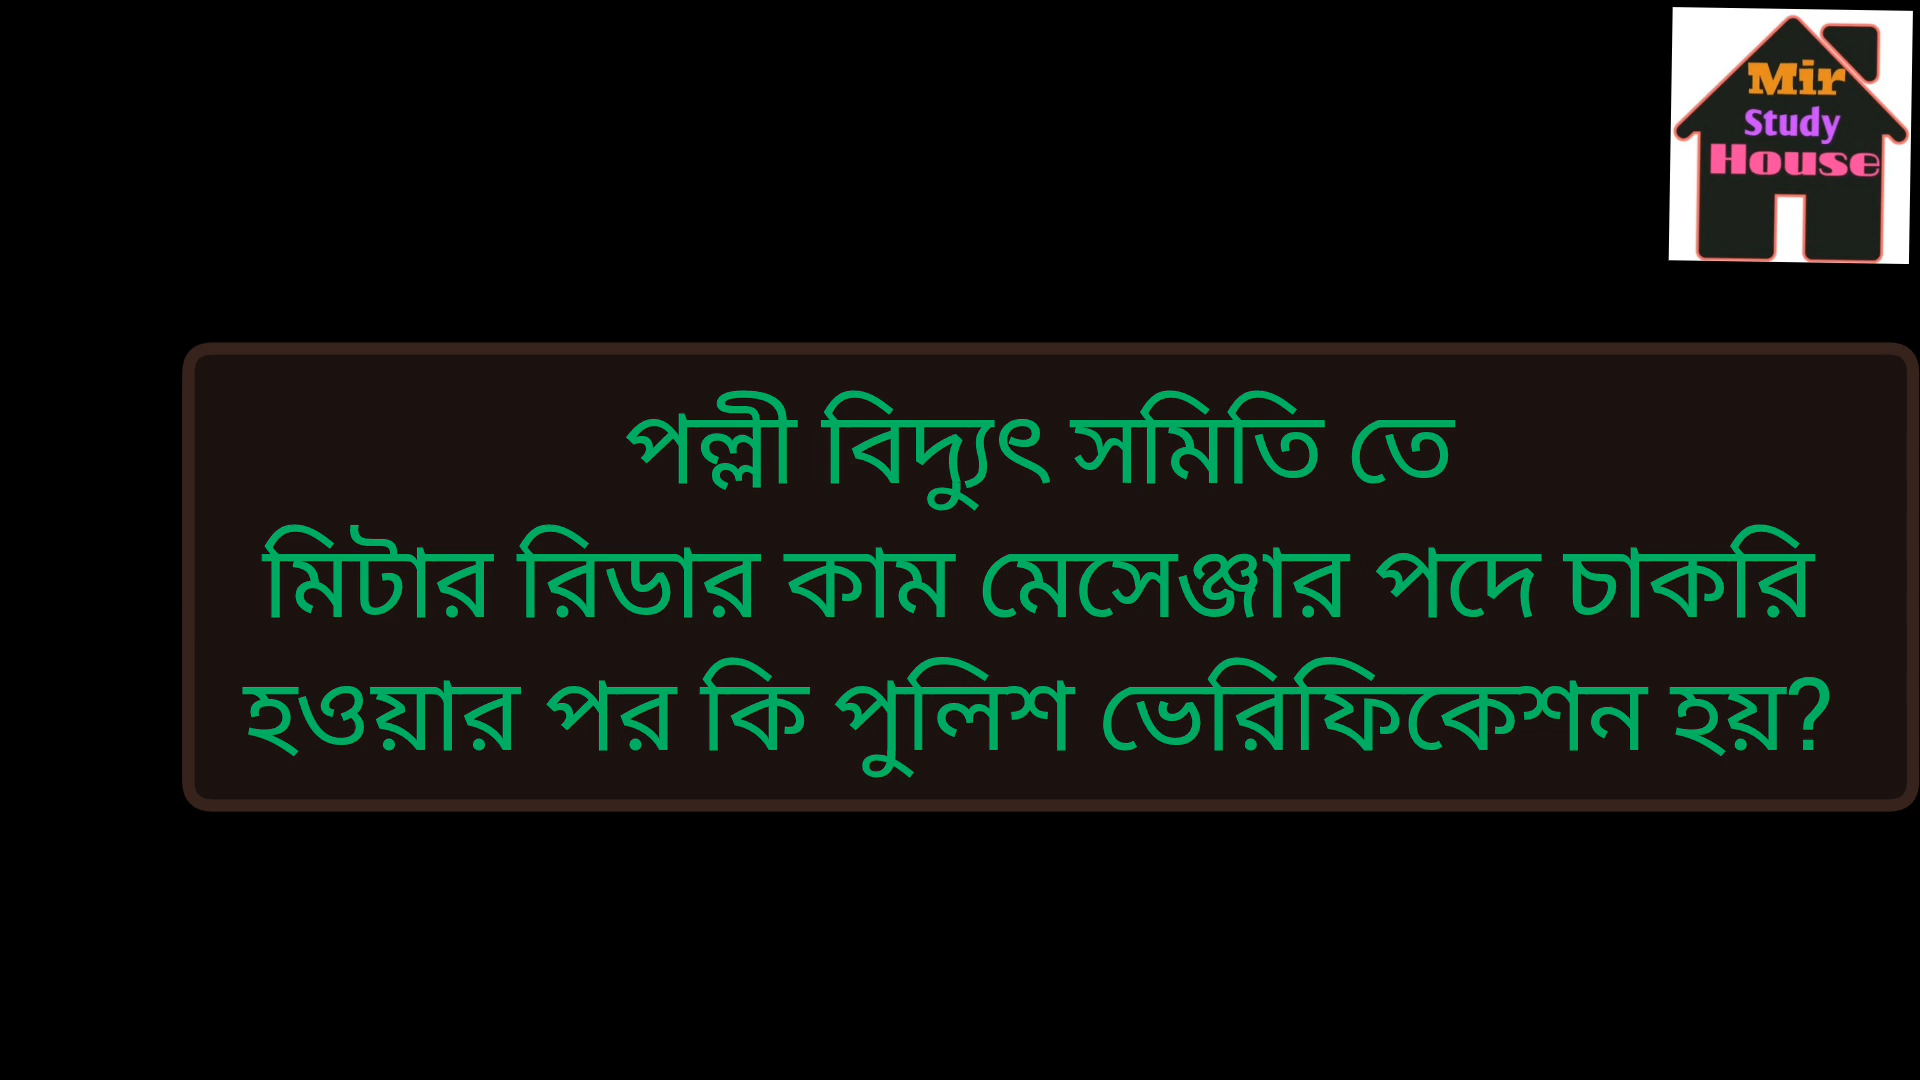 Mir
Study
House
পল্লী বিদ্যুৎ সমিতি তে
মিটার রিডার কাম মেসেঞ্জার পদে চাকরি
হওয়ার পর কি পুলিশ ভেরিফিকেশন হয়?